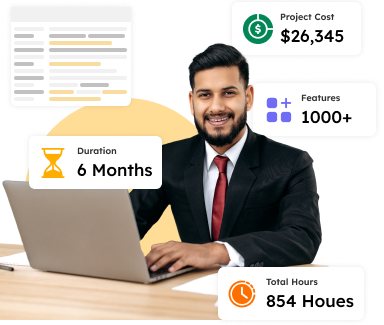 Project Cost
$26,345
Features
1000+
Duration
6 Months
Total Hours
854 Houes